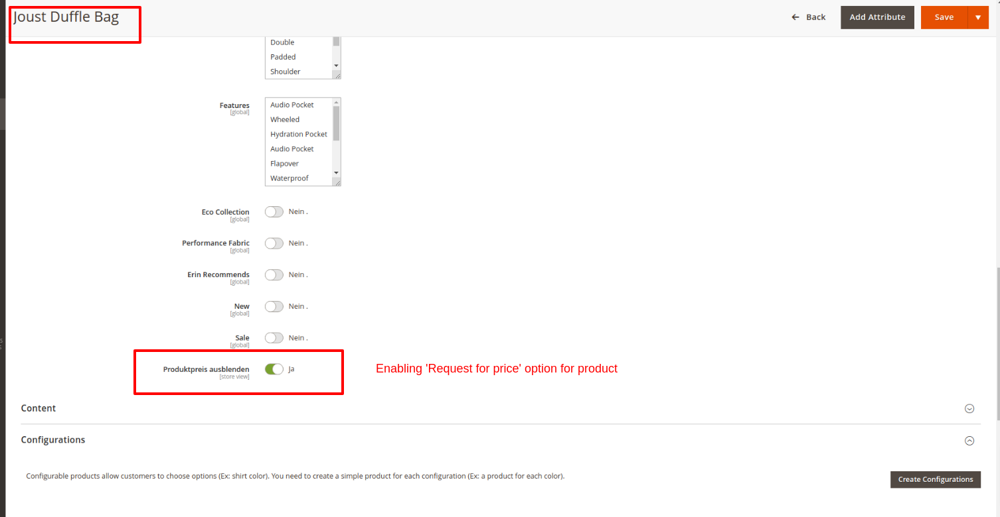 Joust Duffle Bag
Back
Add Attribute
Save
Double
Padded
Shoulder
Features
[global]
Audio Pocket
Wheeled
Hydration Pocket
Audio Pocket
Flapover
Waterproof
Eco Collection
[global]
Nein .
Performance Fabric
[global]
Nein .
Erin Recommends
[global]
Nein .
New
[global]
Nein .
Sale
[global]
Nein .
Produktpreis ausblenden
[store view]
Ja
Enabling 'Request for price' option for product
Content
Configurations
Configurable products allow customers to choose options (Ex: shirt color). You need to create a simple product for each configuration (Ex: a product for each color).
Create Configurations